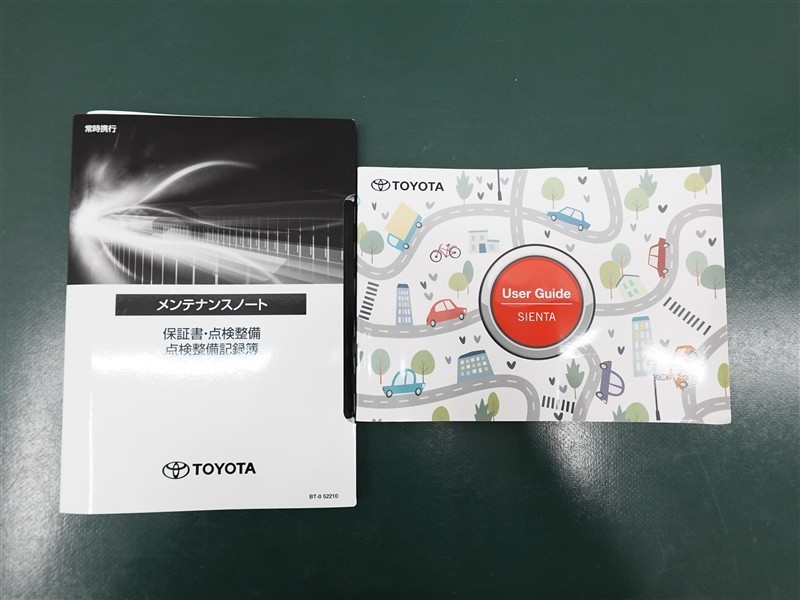 常時携行
メンテナンスノート
保証書・点検整備
点検整備記録簿
TOYOTA
BT-0 52210
TOYOTA
User Guide
SIENTA